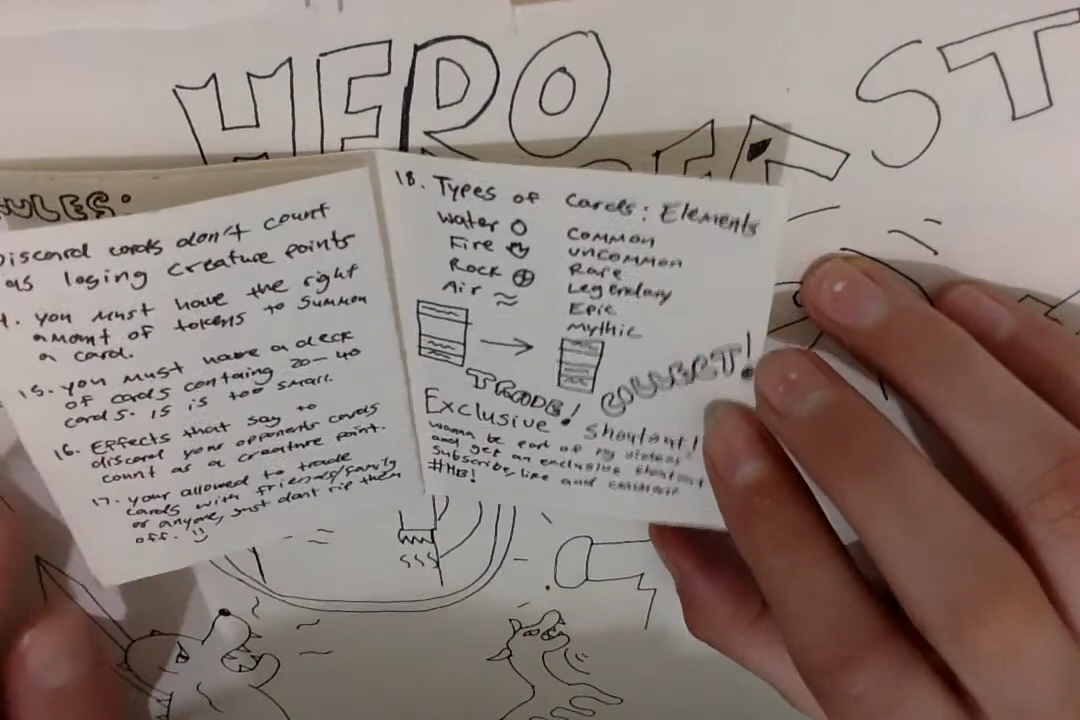 HERO
ST
RULES:
Discard cards don't count
as losing creature points
you must have the right
amount of tokens to summon
a card.
15. you must have a deck
of cards containg 20-40
cards. 15 is too small.
16. Effects that say to
discard your opponents cards
count as a creature point.
17. your allowed to trade
cards with friends/family
or anyone, just dont rip them
off.
18. Types of cards: Elements
Water
Fire
Rock
Air
COMMON
UNCOMMON
Rare
Legendary
Epic
Mythic
TRADE!
COLLECT!
Exclusive shoutout!
wanna be part of my videos
and get an exclusive shoutout
subscribe, like and
#HB!